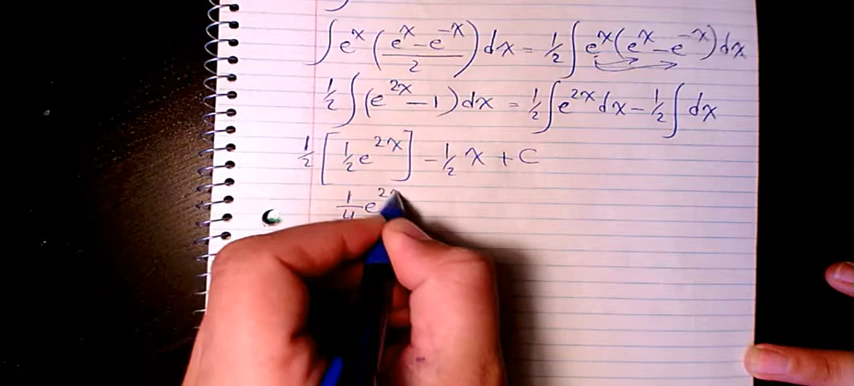 ∫ e^x ( (e^x − e^−x) / 2 ) dx = 1/2 ∫ e^x (e^x − e^−x) dx
1/2 ∫ (e^2x − 1) dx = 1/2 ∫ e^2x dx − 1/2 ∫ dx
1/2 [ 1/2 e^2x ] − 1/2 x + C
1/4 e^2x